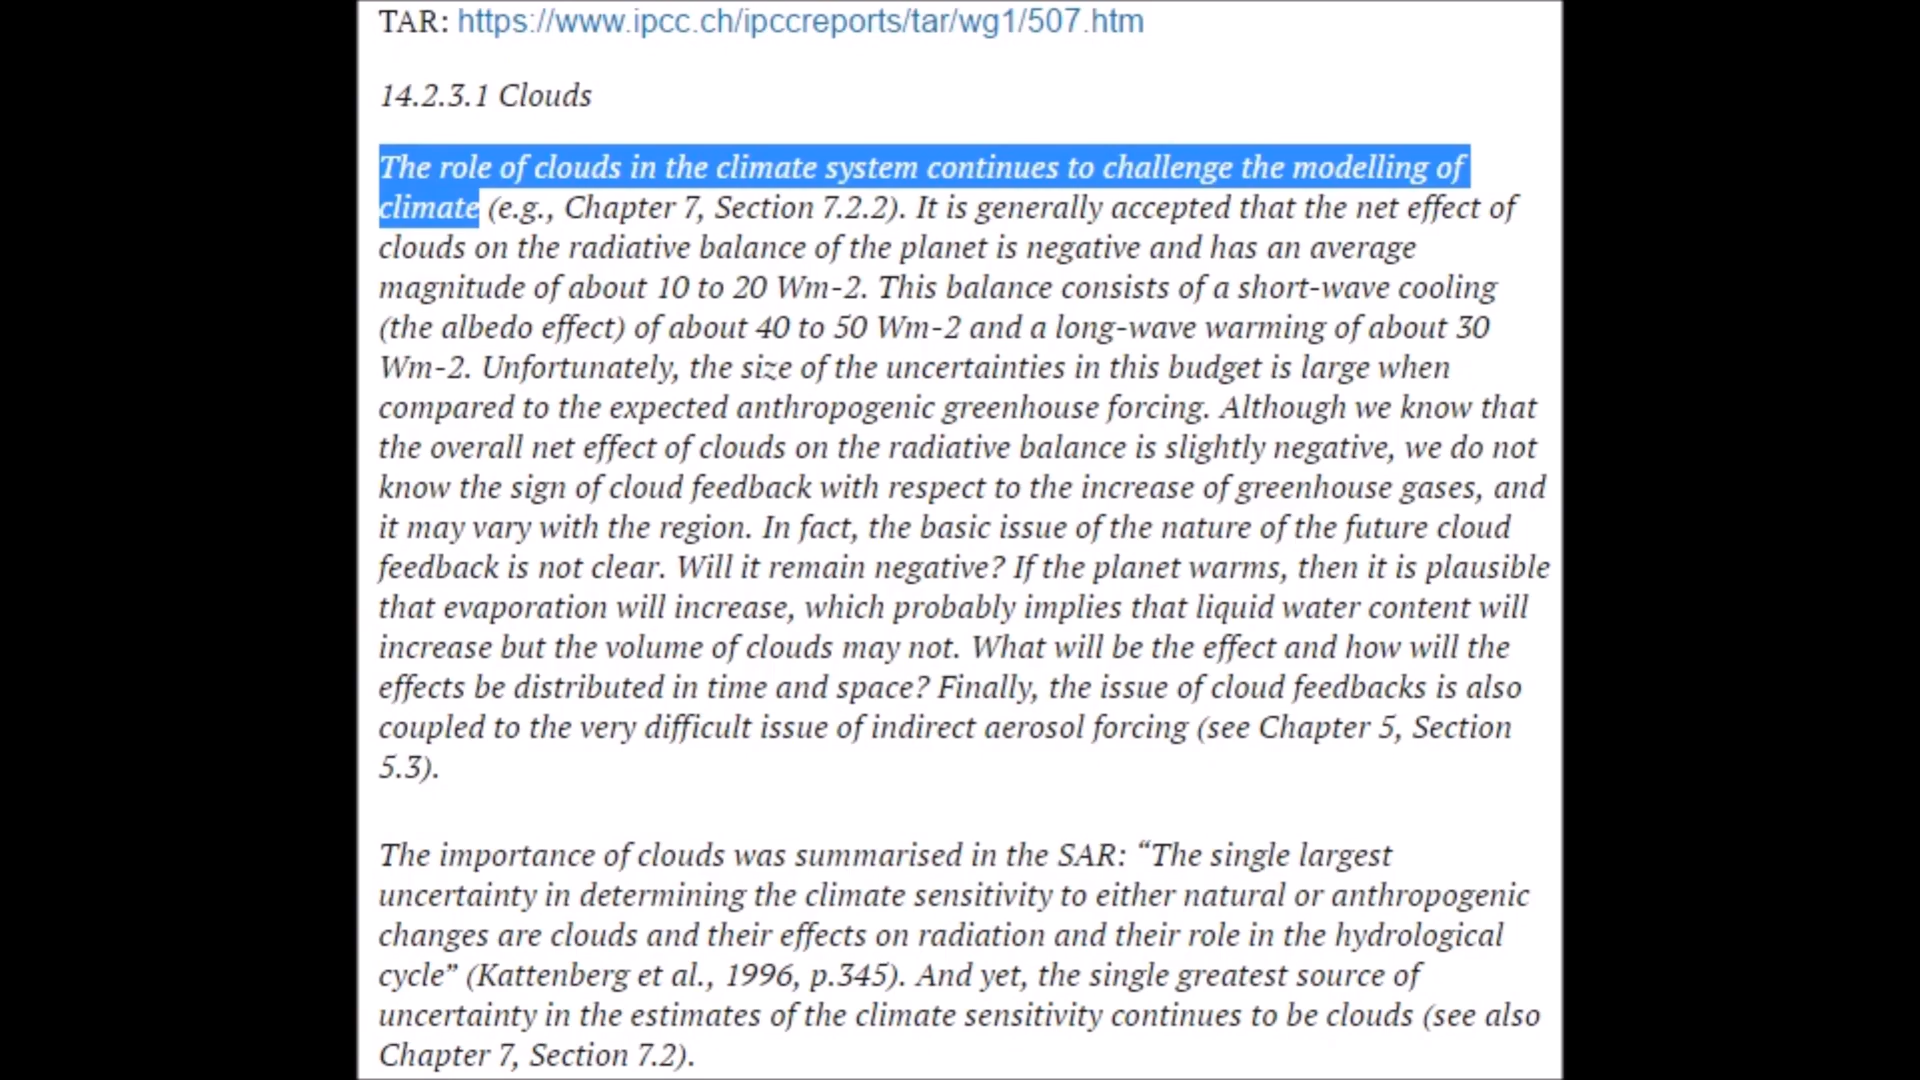 TAR: https://www.ipcc.ch/ipccreports/tar/wg1/507.htm
14.2.3.1 Clouds
The role of clouds in the climate system continues to challenge the modelling of
climate (e.g., Chapter 7, Section 7.2.2). It is generally accepted that the net effect of
clouds on the radiative balance of the planet is negative and has an average
magnitude of about 10 to 20 Wm-2. This balance consists of a short-wave cooling
(the albedo effect) of about 40 to 50 Wm-2 and a long-wave warming of about 30
Wm-2. Unfortunately, the size of the uncertainties in this budget is large when
compared to the expected anthropogenic greenhouse forcing. Although we know that
the overall net effect of clouds on the radiative balance is slightly negative, we do not
know the sign of cloud feedback with respect to the increase of greenhouse gases, and
it may vary with the region. In fact, the basic issue of the nature of the future cloud
feedback is not clear. Will it remain negative? If the planet warms, then it is plausible
that evaporation will increase, which probably implies that liquid water content will
increase but the volume of clouds may not. What will be the effect and how will the
effects be distributed in time and space? Finally, the issue of cloud feedbacks is also
coupled to the very difficult issue of indirect aerosol forcing (see Chapter 5, Section
5.3).
The importance of clouds was summarised in the SAR: “The single largest
uncertainty in determining the climate sensitivity to either natural or anthropogenic
changes are clouds and their effects on radiation and their role in the hydrological
cycle” (Kattenberg et al., 1996, p.345). And yet, the single greatest source of
uncertainty in the estimates of the climate sensitivity continues to be clouds (see also
Chapter 7, Section 7.2).